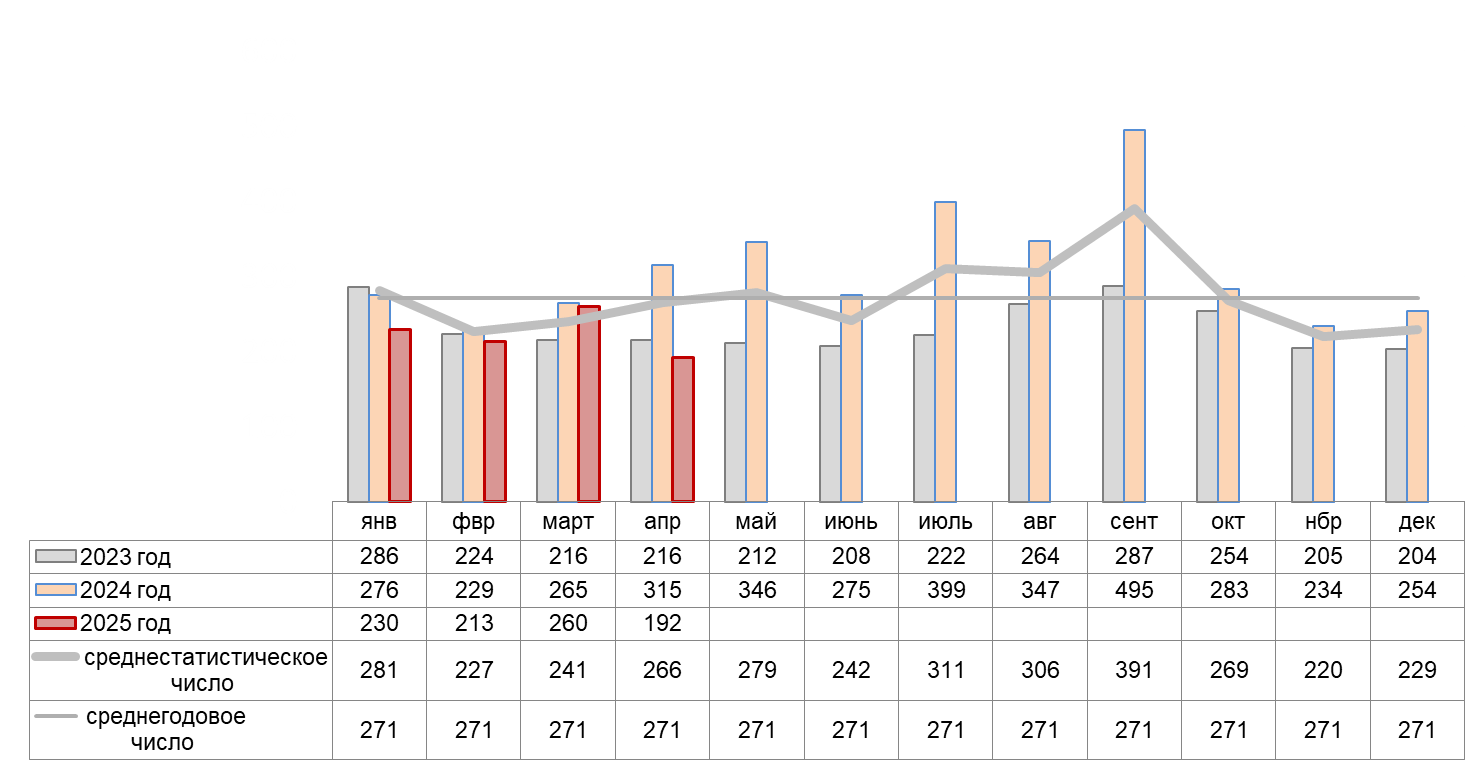 янв фвр март апр май июнь июль авг сент окт нбр дек
2023 год 286 224 216 216 212 208 222 264 287 254 205 204
2024 год 276 229 265 315 346 275 399 347 495 283 234 254
2025 год 230 213 260 192
среднестатистическое
число 281 227 241 266 279 242 311 306 391 269 220 229
среднегодовое
число 271 271 271 271 271 271 271 271 271 271 271 271